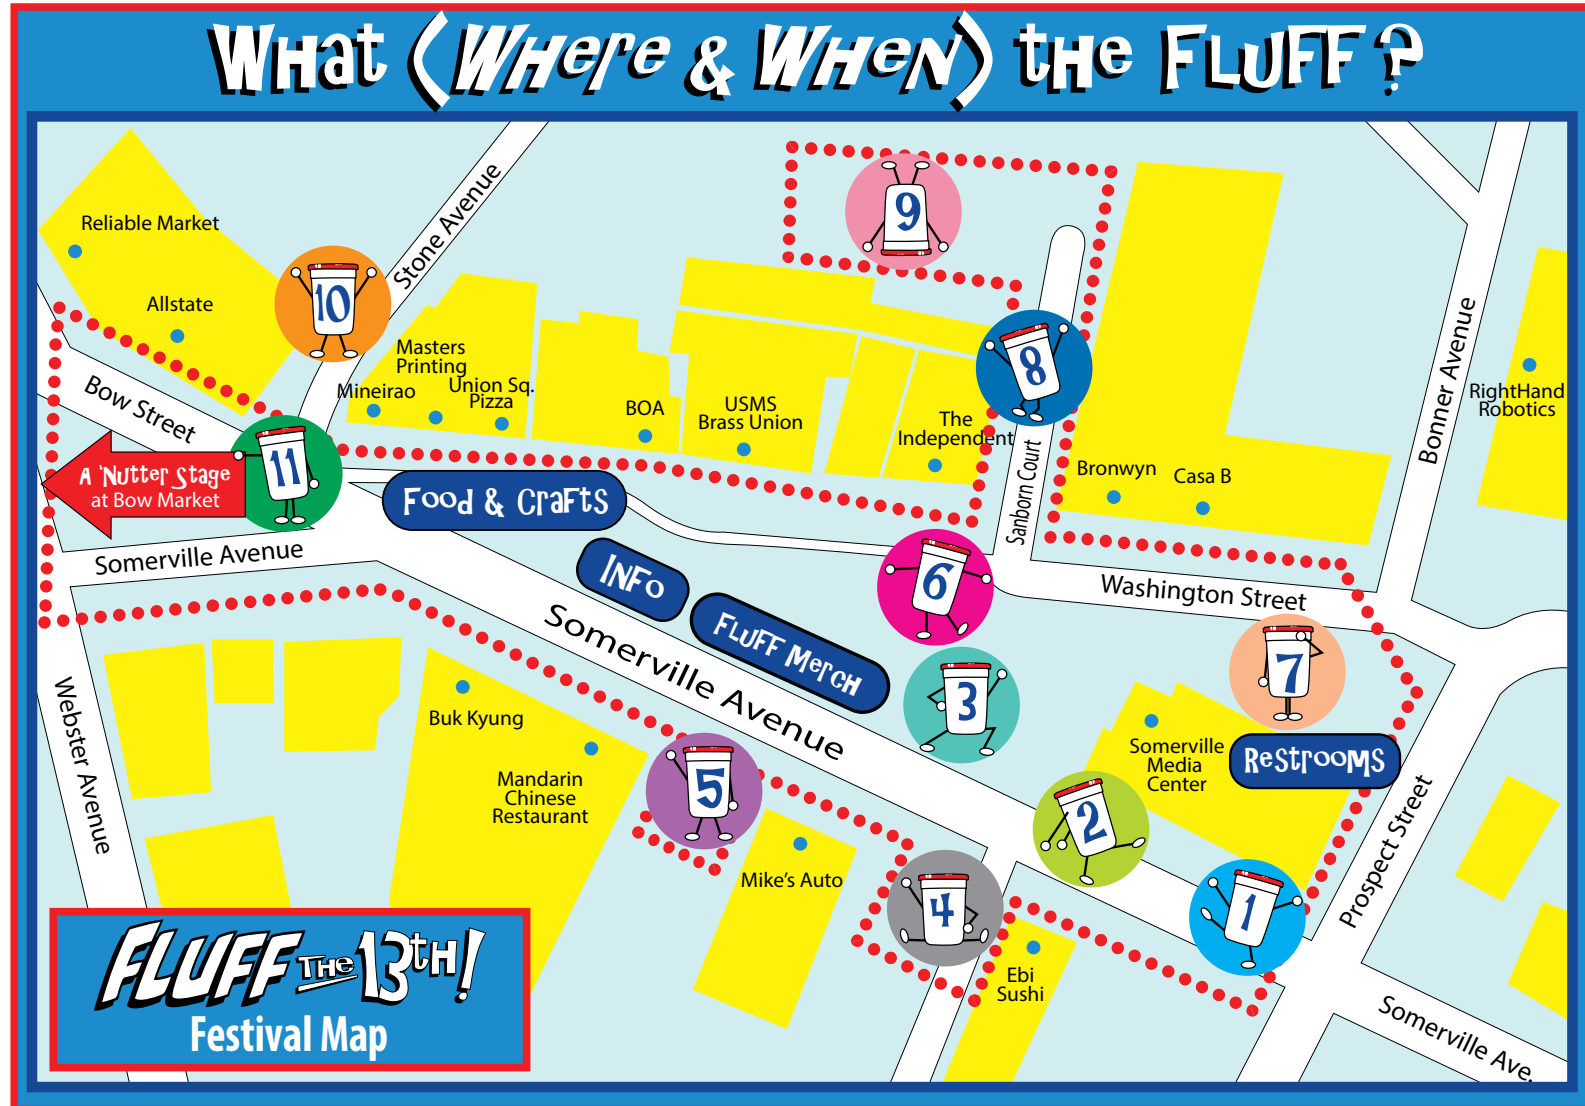 What (Where & When) the Fluff?
9
Reliable Market
Stone Avenue
10
Allstate
8
Masters
Printing
Mineirao
Union Sq.
Pizza
BOA
USMS
Brass Union
The
Independent
Bow Street
Bonner Avenue
RightHand
Robotics
Sanborn Court
Bronwyn
Casa B
11
A 'Nutter Stage
at Bow Market
Food & Crafts
Somerville Avenue
INFO
6
Washington Street
Fluff Merch
Somerville Avenue
3
7
Webster Avenue
Buk Kyung
Mandarin
Chinese
Restaurant
5
Somerville
Media
Center
Restrooms
2
Prospect Street
Mike's Auto
4
1
Ebi
Sushi
Somerville Ave.
FLUFF THE 13TH!
Festival Map